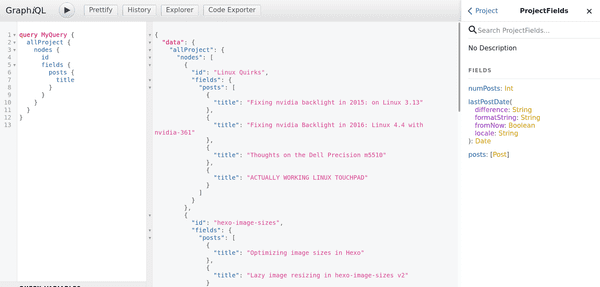 GraphiQL
Prettify
History
Explorer
Code Exporter
Project
ProjectFields
1 query MyQuery {
2 allProject {
3 nodes {
4 id
5 fields {
6 posts {
7 title
8 }
9 }
10 }
11 }
12 }
13
{
"data": {
"allProject": {
"nodes": [
{
"id": "Linux Quirks",
"fields": {
"posts": [
{
"title": "Fixing nvidia backlight in 2015: on Linux 3.13"
},
{
"title": "Fixing nvidia Backlight in 2016: Linux 4.4 with
nvidia-361"
},
{
"title": "Thoughts on the Dell Precision m5510"
},
{
"title": "ACTUALLY WORKING LINUX TOUCHPAD"
}
]
}
},
{
"id": "hexo-image-sizes",
"fields": {
"posts": [
{
"title": "Optimizing image sizes in Hexo"
},
{
"title": "Lazy image resizing in hexo-image-sizes v2"
}
Search ProjectFields...
No Description
FIELDS
numPosts: Int
lastPostDate(
difference: String
formatString: String
fromNow: Boolean
locale: String
): Date
posts: [Post]